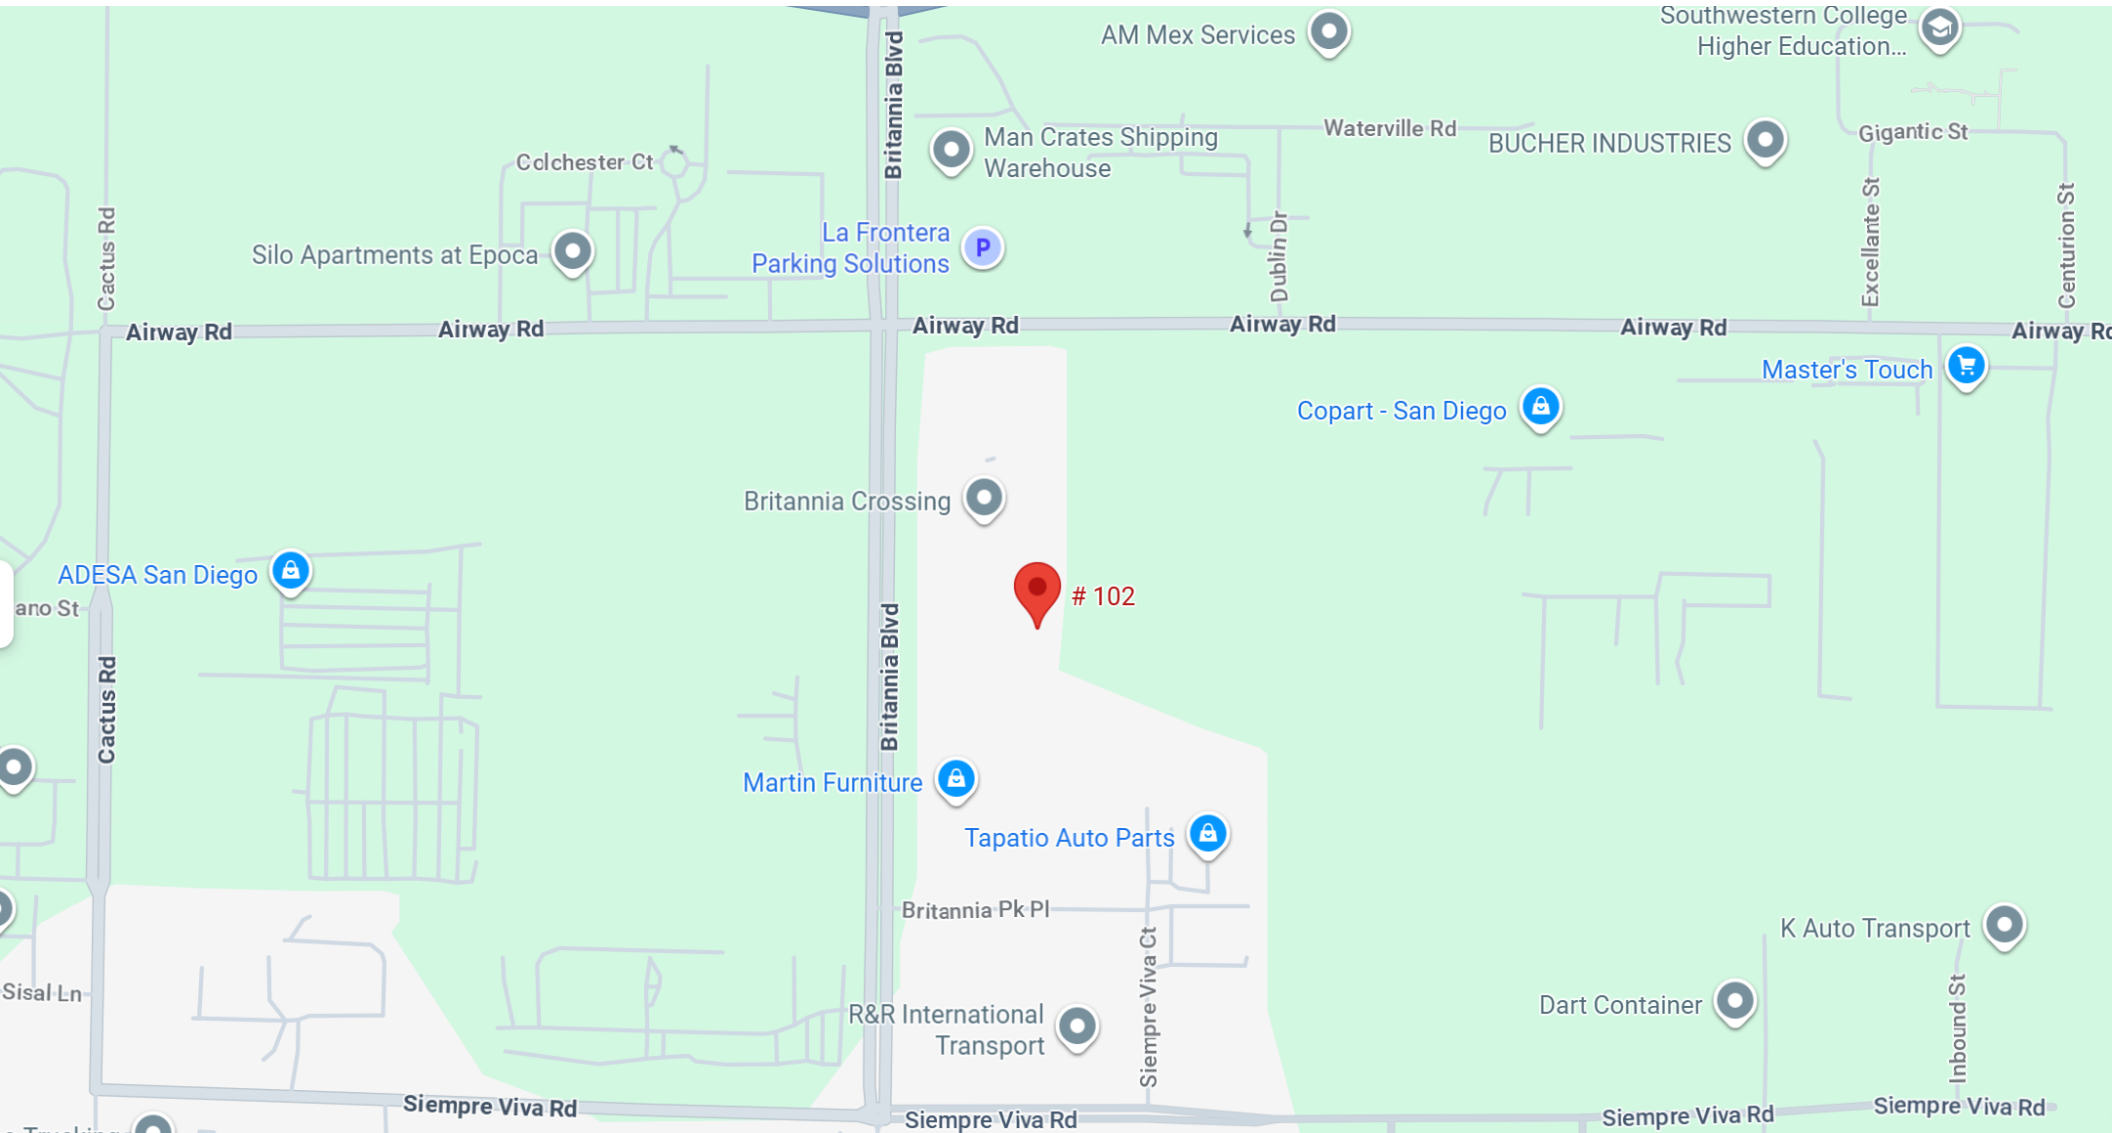 Southwestern College
Higher Education...
AM Mex Services
Britannia Blvd
Man Crates Shipping
Warehouse
Waterville Rd
BUCHER INDUSTRIES
Gigantic St
Colchester Ct
Cactus Rd
Silo Apartments at Epoca
La Frontera
Parking Solutions
P
Dublin Dr
Excellante St
Centurion St
Airway Rd
Airway Rd
Airway Rd
Airway Rd
Airway Rd
Airway Rd
Master's Touch
Copart - San Diego
Britannia Crossing
ADESA San Diego
# 102
ano St
Cactus Rd
Britannia Blvd
Martin Furniture
Tapatio Auto Parts
Britannia Pk Pl
Siempre Viva Ct
K Auto Transport
Sisal Ln
R&R International
Transport
Dart Container
Inbound St
Siempre Viva Rd
Siempre Viva Rd
Siempre Viva Rd
Siempre Viva Rd